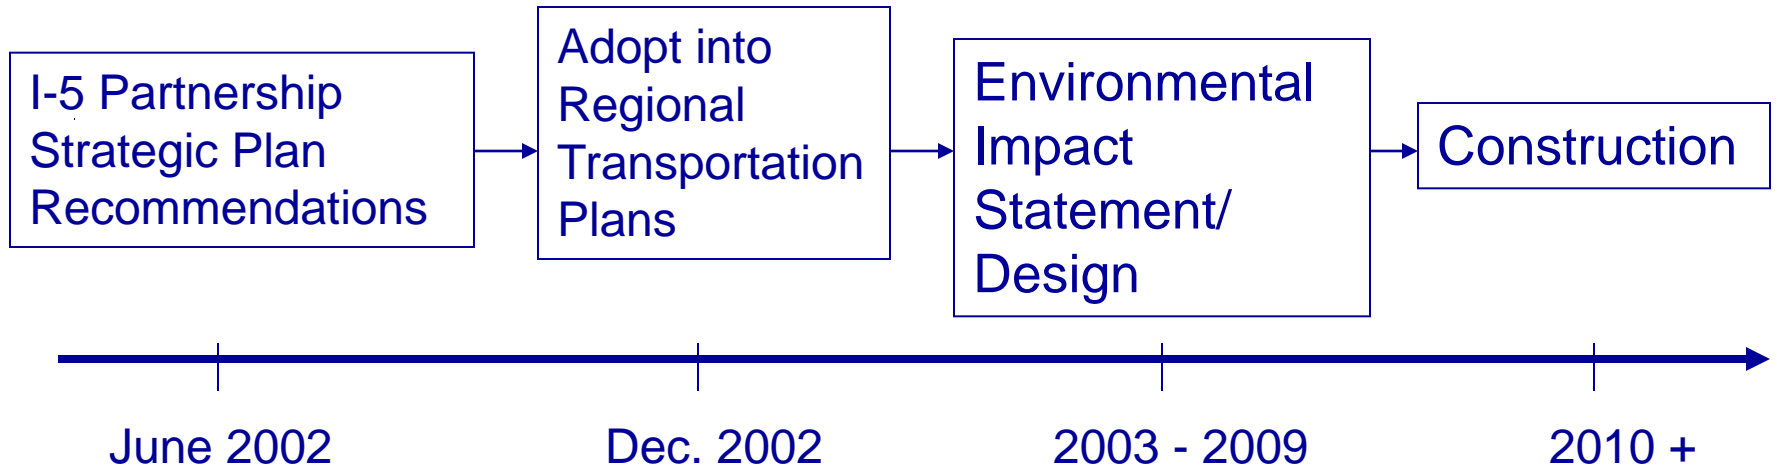 I-5 Partnership
Strategic Plan
Recommendations
Adopt into
Regional
Transportation
Plans
Environmental
Impact
Statement/
Design
Construction
June 2002
Dec. 2002
2003 - 2009
2010 +